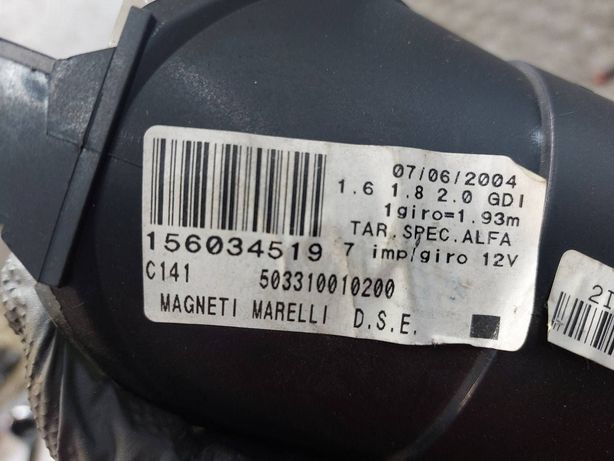 07/06/2004
1.6 1.8 2.0 GDI
1giro=1.93m
TAR.SPEC.ALFA
156034519 7 imp/giro 12V
C141 503310010200
MAGNETI MARELLI D.S.E.